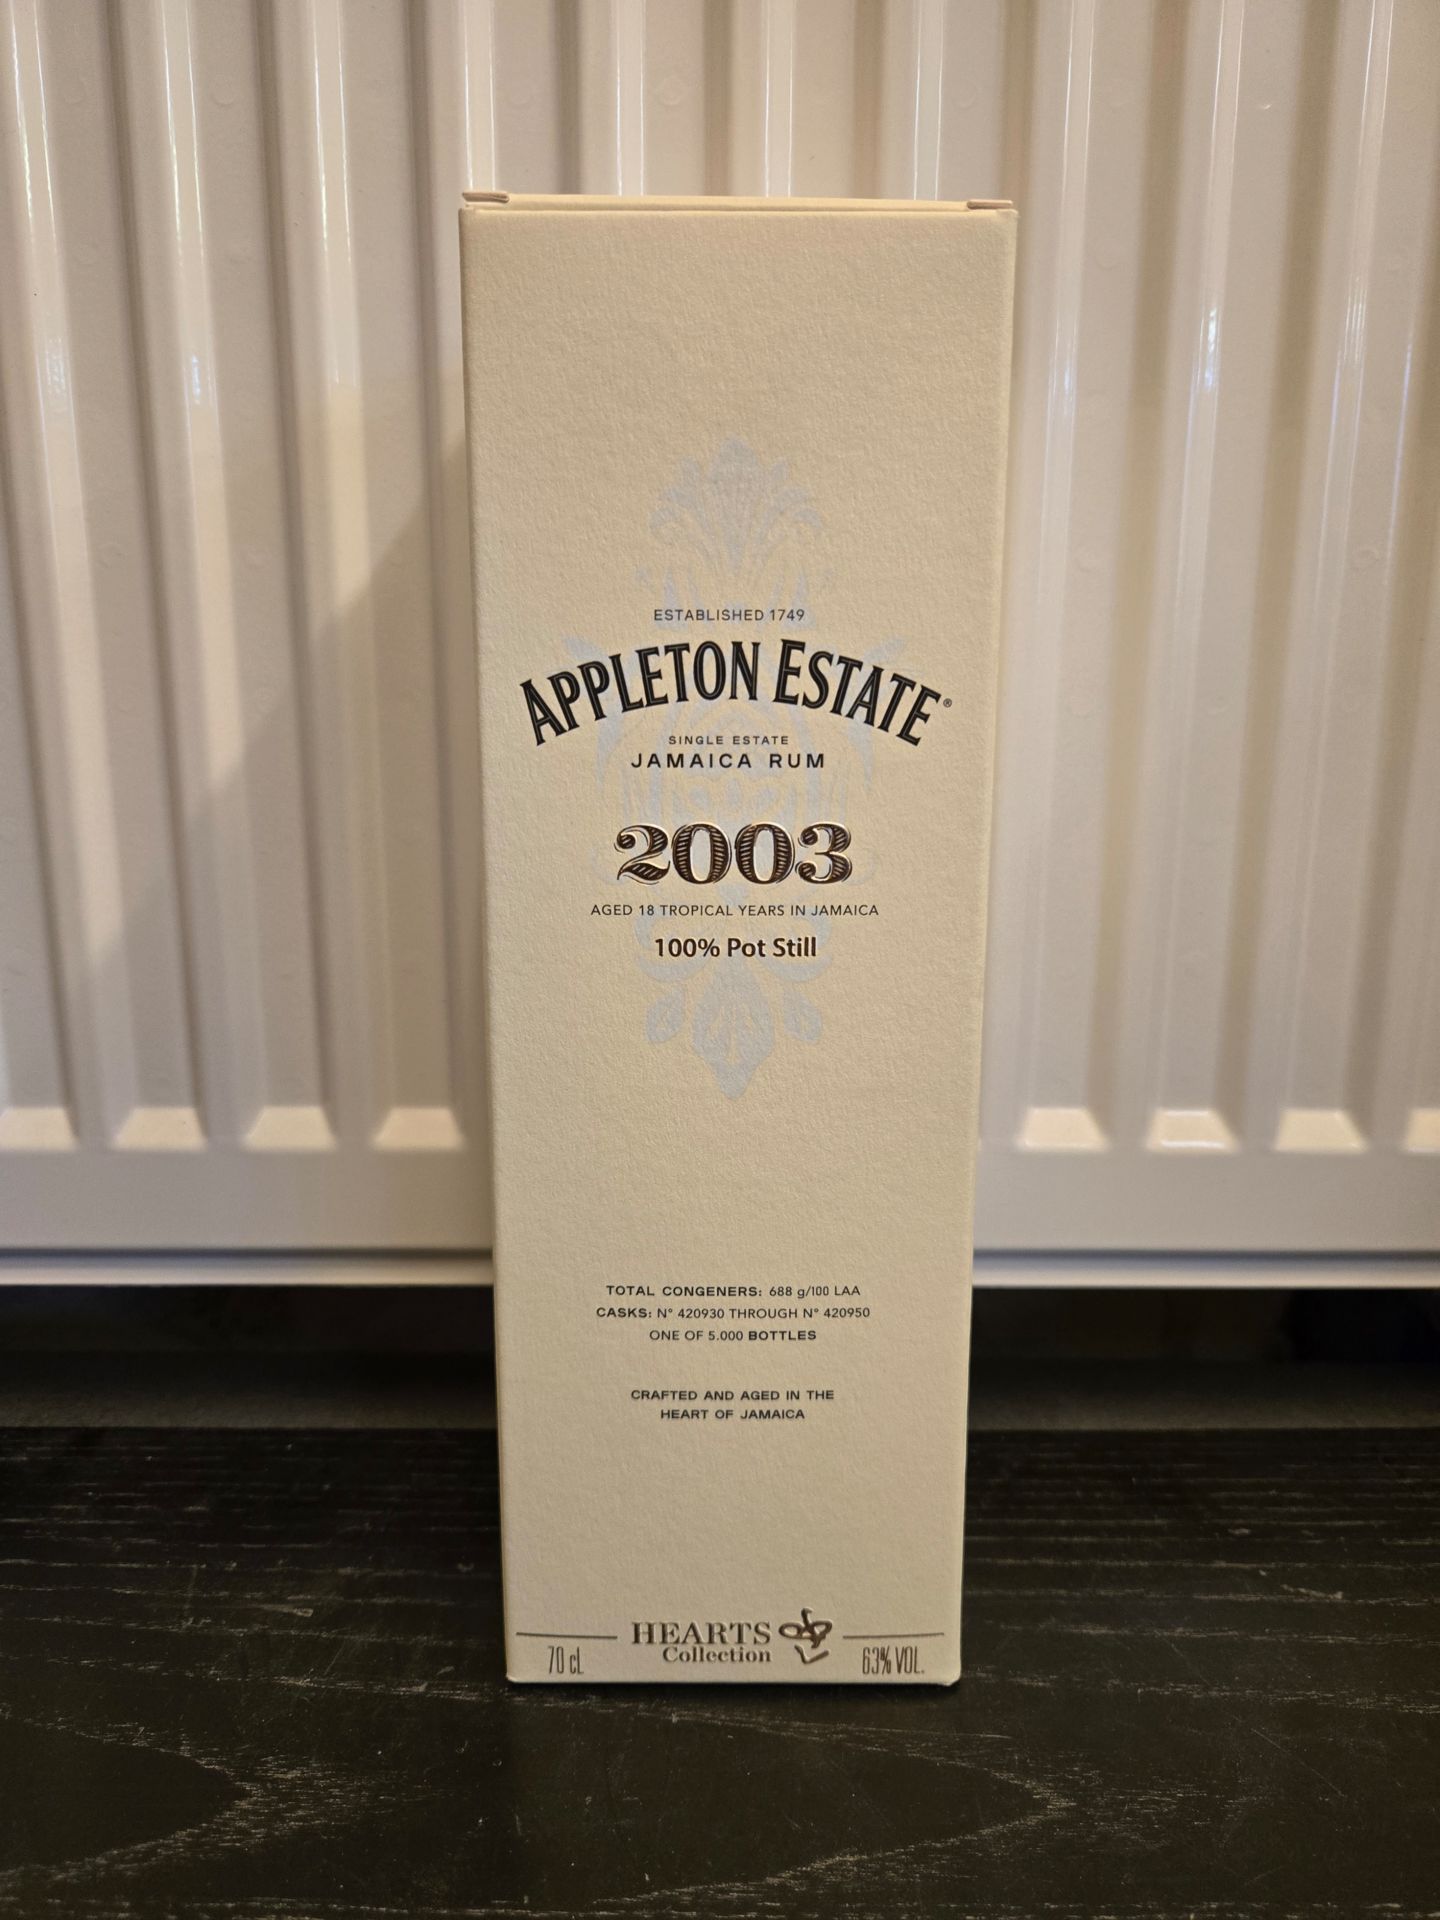 ESTABLISHED 1749
APPLETON ESTATE®
SINGLE ESTATE
JAMAICA RUM
2003
AGED 18 TROPICAL YEARS IN JAMAICA
100% Pot Still
TOTAL CONGENERS: 688 g/100 LAA
CASKS: N° 420930 THROUGH N° 420950
ONE OF 5.000 BOTTLES
CRAFTED AND AGED IN THE
HEART OF JAMAICA
HEARTS
Collection
70 cL
63% VOL.